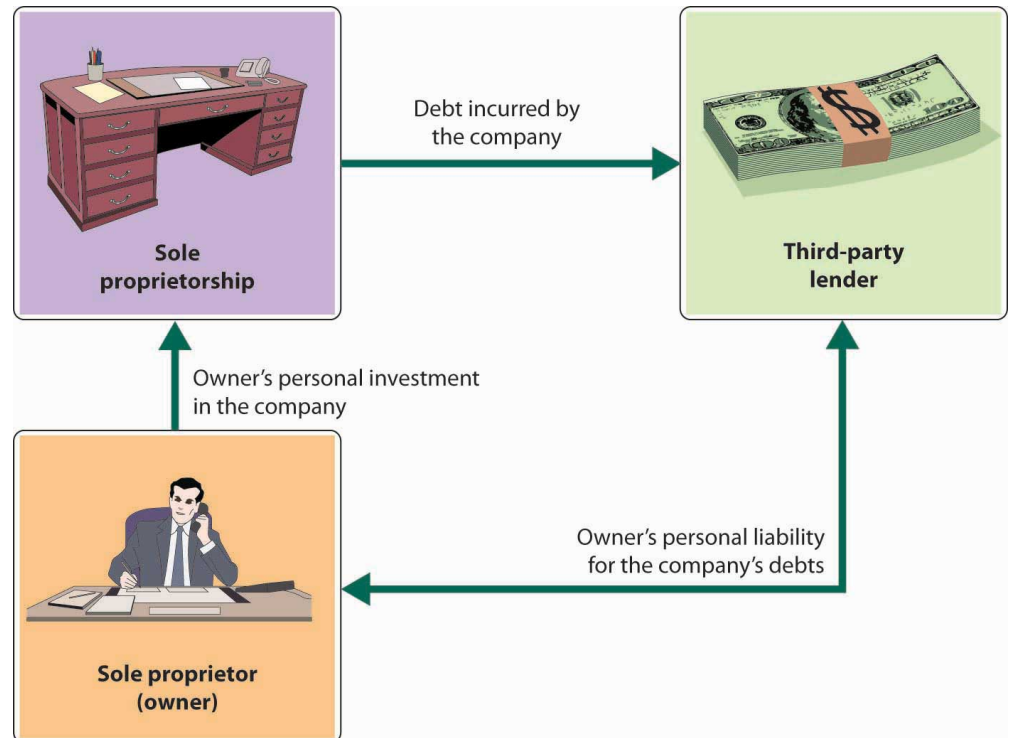 Debt incurred by
the company
Sole
proprietorship
Third-party
lender
Owner’s personal investment
in the company
Owner’s personal liability
for the company’s debts
Sole proprietor
(owner)